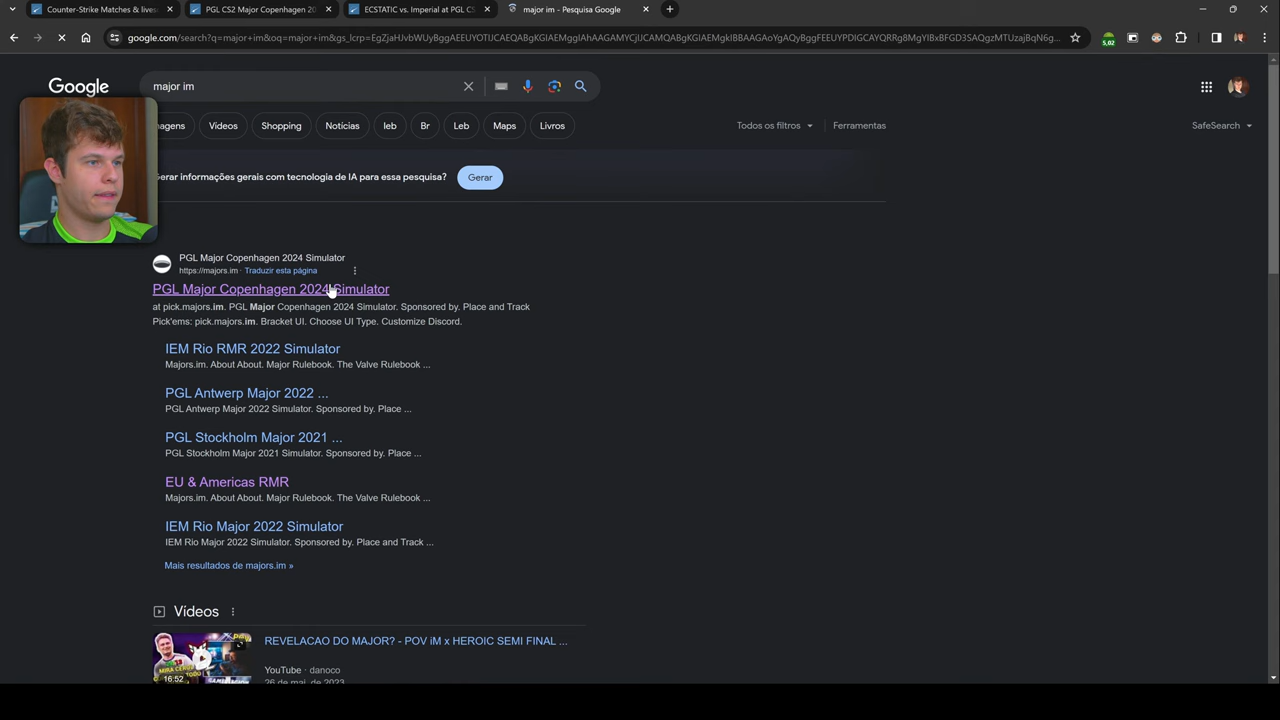 Counter-Strike Matches & lives
PGL CS2 Major Copenhagen 20
ECSTATIC vs. Imperial at PGL CS
major im - Pesquisa Google
google.com/search?q=major+im&oq=major+im&gs_lcrp=
5,02
Google
major im
agens
Vídeos
Shopping
Notícias
Ieb
Br
Leb
Maps
Livros
Todos os filtros
Ferramentas
SafeSearch
erar informações gerais com tecnologia de IA para essa pesquisa?
Gerar
PGL Major Copenhagen 2024 Simulator
https://majors.im · Traduzir esta página
PGL Major Copenhagen 2024 Simulator
at pick.majors.im. PGL Major Copenhagen 2024 Simulator. Sponsored by. Place and Track
Pick'ems: pick.majors.im. Bracket UI. Choose UI Type. Customize Discord.
IEM Rio RMR 2022 Simulator
Majors.im. About About. Major Rulebook. The Valve Rulebook ...
PGL Antwerp Major 2022 ...
PGL Antwerp Major 2022 Simulator. Sponsored by. Place ...
PGL Stockholm Major 2021 ...
PGL Stockholm Major 2021 Simulator. Sponsored by. Place ...
EU & Americas RMR
Majors.im. About About. Major Rulebook. The Valve Rulebook ...
IEM Rio Major 2022 Simulator
IEM Rio Major 2022 Simulator. Sponsored by. Place and Track ...
Mais resultados de majors.im »
Vídeos
REVELACAO DO MAJOR? - POV iM x HEROIC SEMI FINAL ...
YouTube · danoco
16:52
26 de mai. de 2023